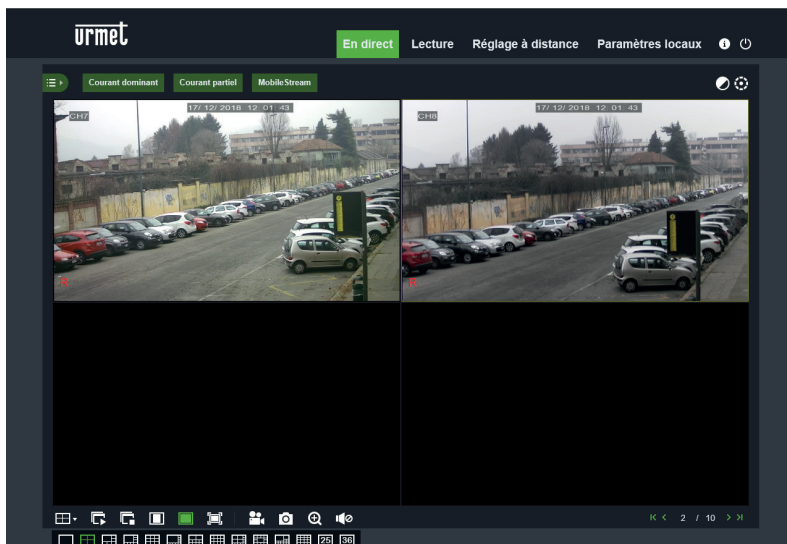 urmet
En direct Lecture Réglage à distance Paramètres locaux
Courant dominant Courant partiel MobileStream
CH7 17/12/2018 12:01:43
CH8 17/12/2018 12:01:43
R
R
2 / 10
25 36